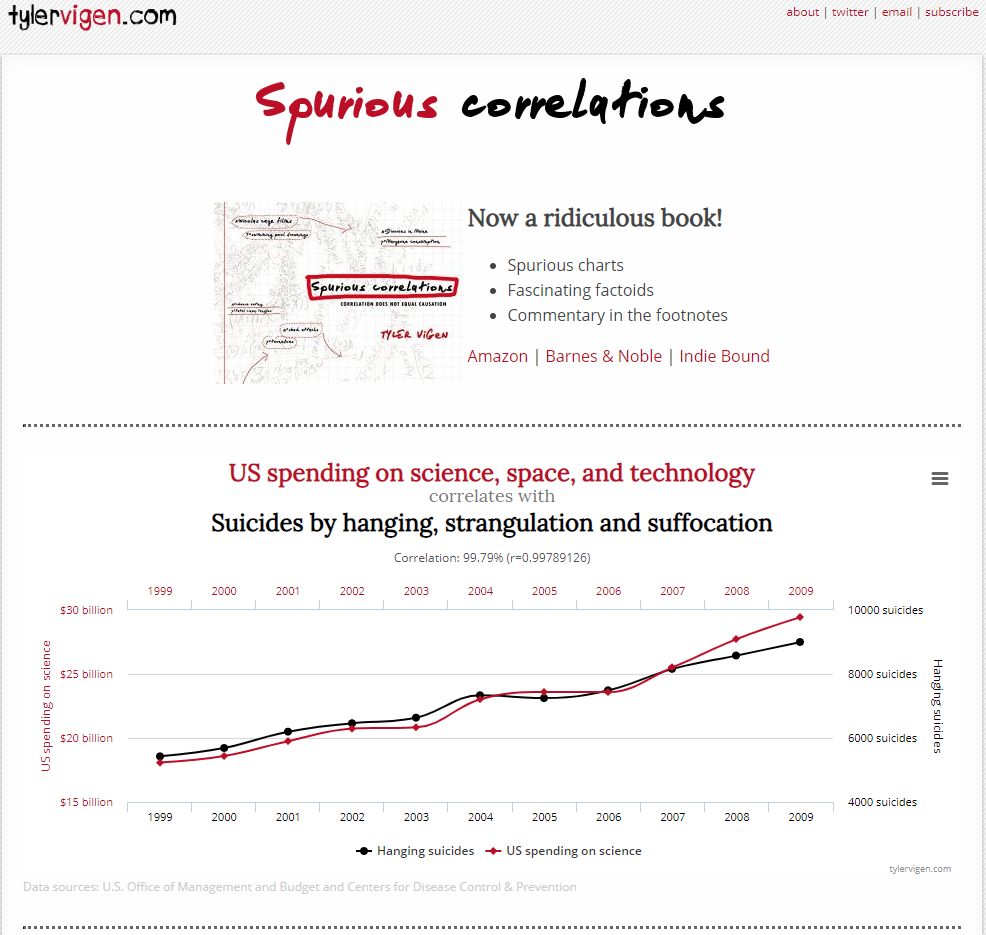 tylervigen.com
about | twitter | email | subscribe
Spurious correlations
Now a ridiculous book!
Spurious charts
Fascinating factoids
Commentary in the footnotes
Amazon | Barnes & Noble | Indie Bound
Spurious correlations
CORRELATION DOES NOT EQUAL CAUSATION
TYLER VIGEN
US spending on science, space, and technology
correlates with
Suicides by hanging, strangulation and suffocation
Correlation: 99.79% (r=0.99789126)
1999 2000 2001 2002 2003 2004 2005 2006 2007 2008 2009
$30 billion 10000 suicides
$25 billion 8000 suicides
$20 billion 6000 suicides
$15 billion 4000 suicides
US spending on science
Hanging suicides
1999 2000 2001 2002 2003 2004 2005 2006 2007 2008 2009
Hanging suicides US spending on science
tylervigen.com
Data sources: U.S. Office of Management and Budget and Centers for Disease Control & Prevention